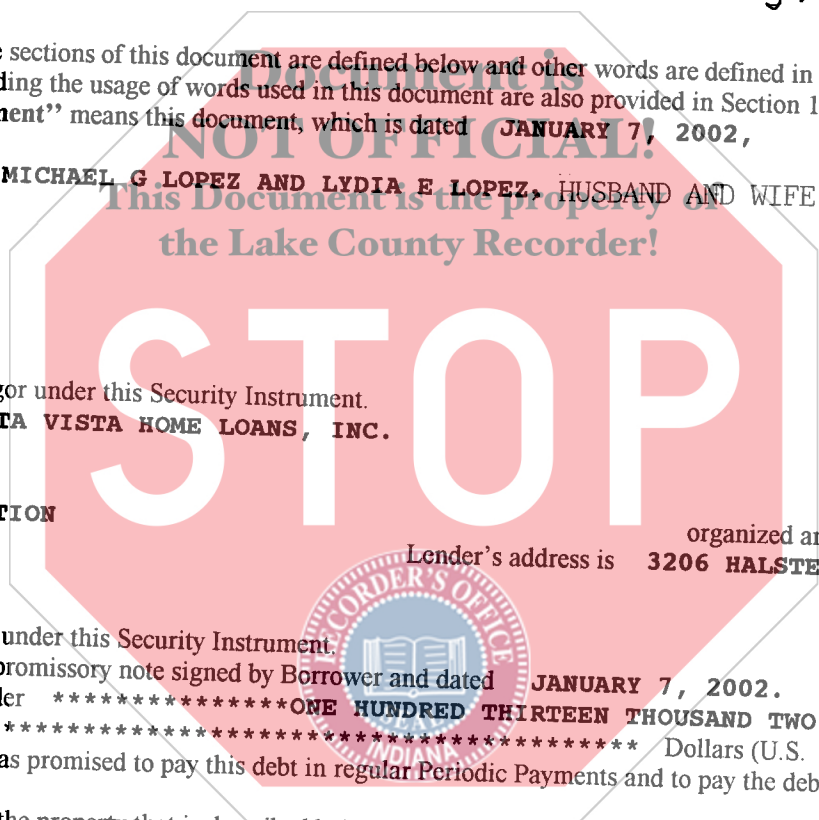 sections of this document are defined below and other words are defined in
ding the usage of words used in this document are also provided in Section 1
nent” means this document, which is dated JANUARY 7, 2002,
MICHAEL G LOPEZ AND LYDIA E LOPEZ, HUSBAND AND WIFE
Document is
NOT OFFICIAL!
This Document is the property of
the Lake County Recorder!
STOP
gor under this Security Instrument.
TA VISTA HOME LOANS, INC.
TION
organized an
Lender’s address is 3206 HALSTE
RECORDER'S OFFICE
SEAL
INDIANA
under this Security Instrument.
promissory note signed by Borrower and dated JANUARY 7, 2002.
der ***************ONE HUNDRED THIRTEEN THOUSAND TWO
**************************************** Dollars (U.S.
as promised to pay this debt in regular Periodic Payments and to pay the deb